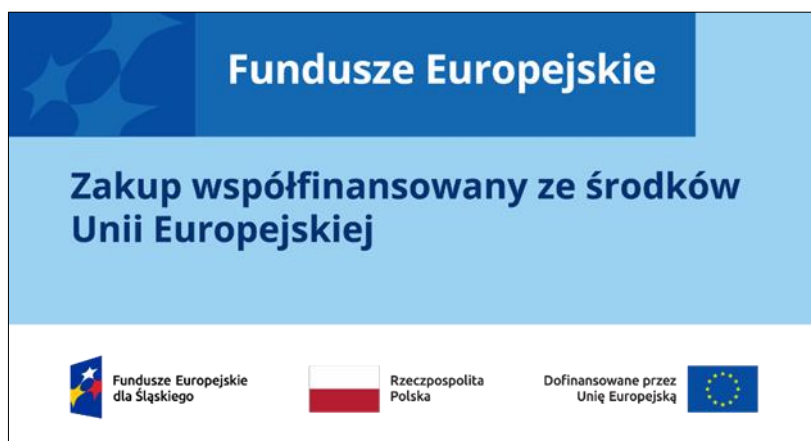 Fundusze Europejskie
Zakup współfinansowany ze środków
Unii Europejskiej
Fundusze Europejskie
dla Śląskiego
Rzeczpospolita
Polska
Dofinansowane przez
Unię Europejską